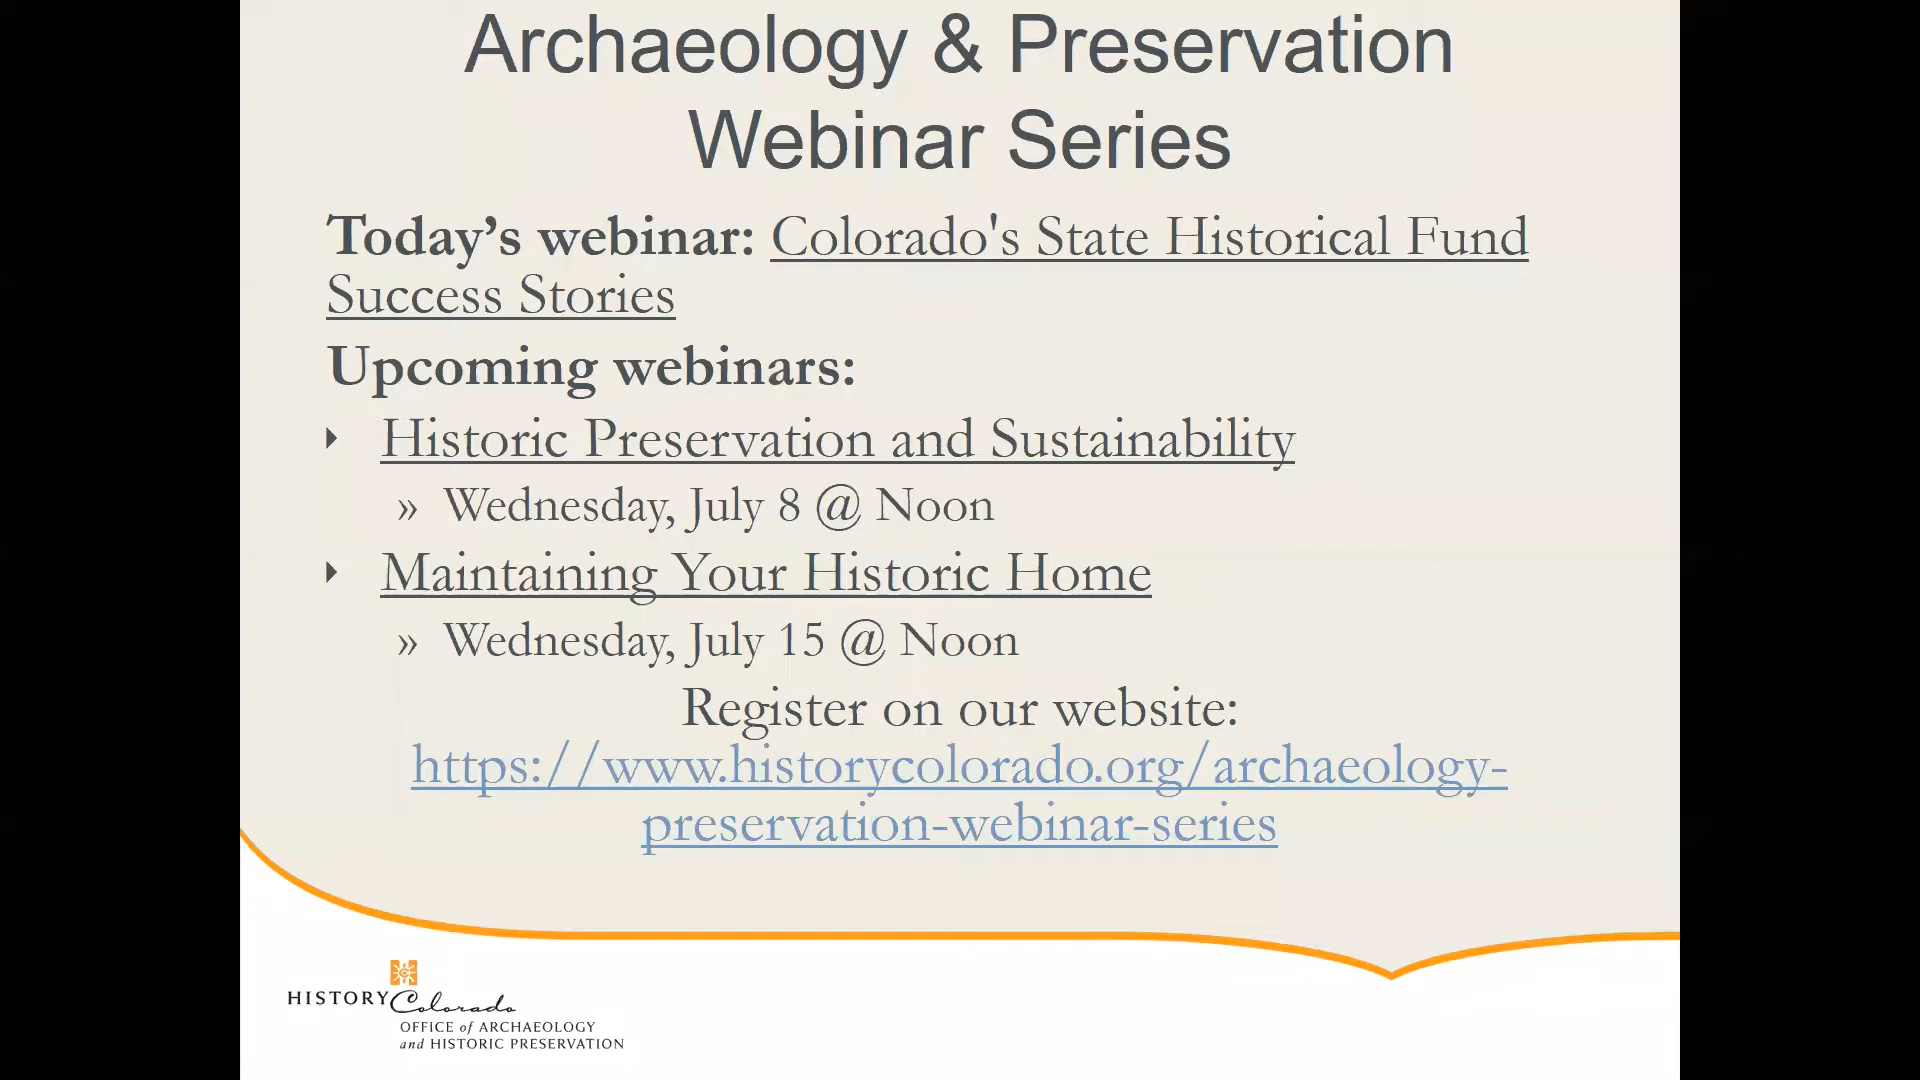 Archaeology & Preservation
Webinar Series
Today’s webinar: Colorado's State Historical Fund
Success Stories
Upcoming webinars:
‣ Historic Preservation and Sustainability
» Wednesday, July 8 @ Noon
‣ Maintaining Your Historic Home
» Wednesday, July 15 @ Noon
Register on our website:
https://www.historycolorado.org/archaeology-
preservation-webinar-series
HISTORY Colorado
OFFICE of ARCHAEOLOGY
and HISTORIC PRESERVATION